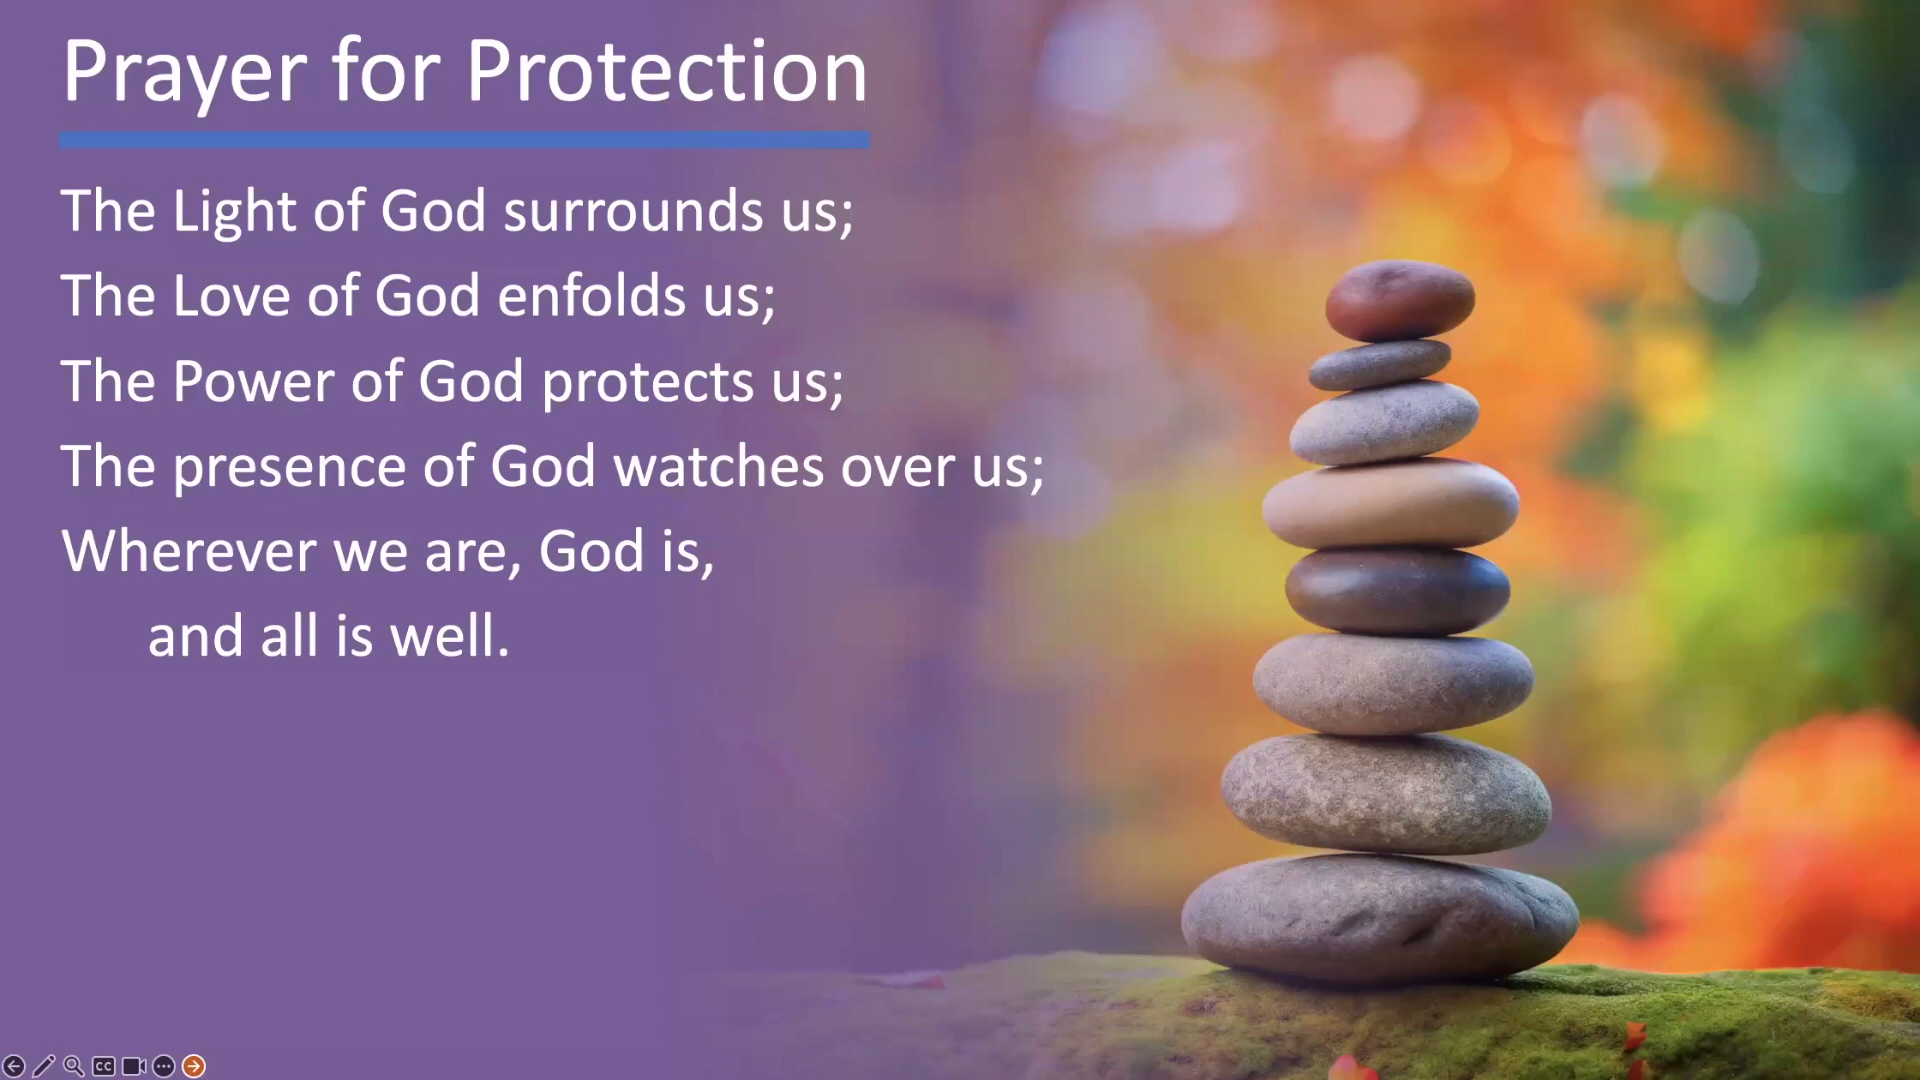 Prayer for Protection
The Light of God surrounds us;
The Love of God enfolds us;
The Power of God protects us;
The presence of God watches over us;
Wherever we are, God is,
and all is well.
CC